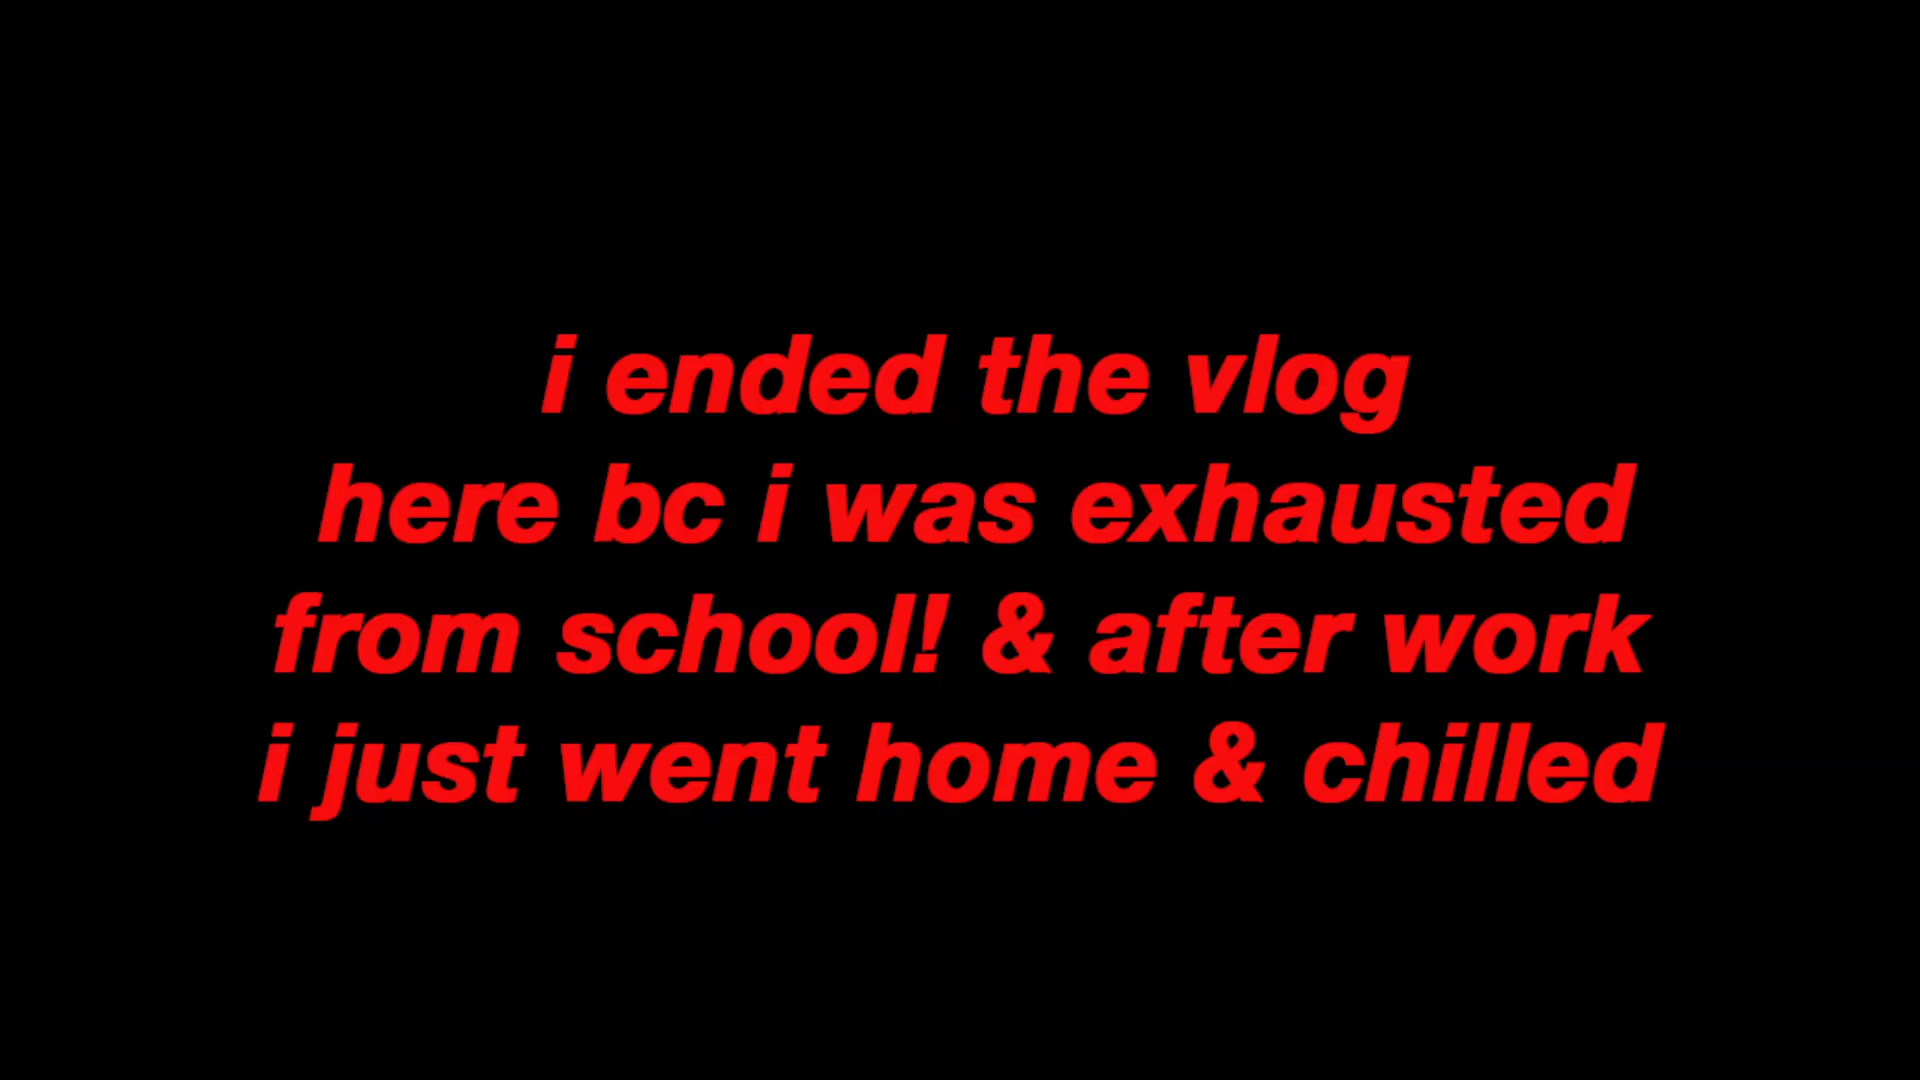 i ended the vlog
here bc i was exhausted
from school! & after work
i just went home & chilled